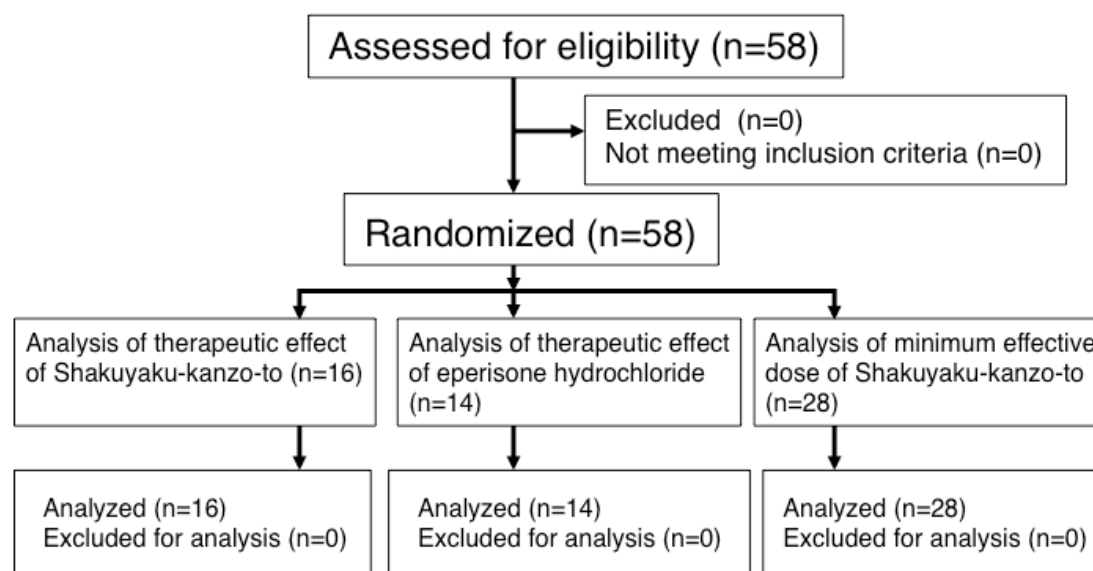 Assessed for eligibility (n=58)
Excluded (n=0)
Not meeting inclusion criteria (n=0)
Randomized (n=58)
Analysis of therapeutic effect
of Shakuyaku-kanzo-to (n=16)
Analysis of therapeutic effect
of eperisone hydrochloride
(n=14)
Analysis of minimum effective
dose of Shakuyaku-kanzo-to
(n=28)
Analyzed (n=16)
Excluded for analysis (n=0)
Analyzed (n=14)
Excluded for analysis (n=0)
Analyzed (n=28)
Excluded for analysis (n=0)